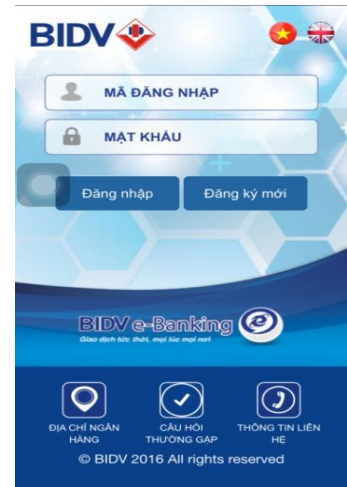 BIDV
MÃ ĐĂNG NHẬP
MẬT KHẨU
Đăng nhập Đăng ký mới
BIDV e-Banking
Giao dịch tức thời, mọi lúc mọi nơi
ĐỊA CHỈ NGÂN HÀNG
CÂU HỎI THƯỜNG GẶP
THÔNG TIN LIÊN HỆ
© BIDV 2016 All rights reserved